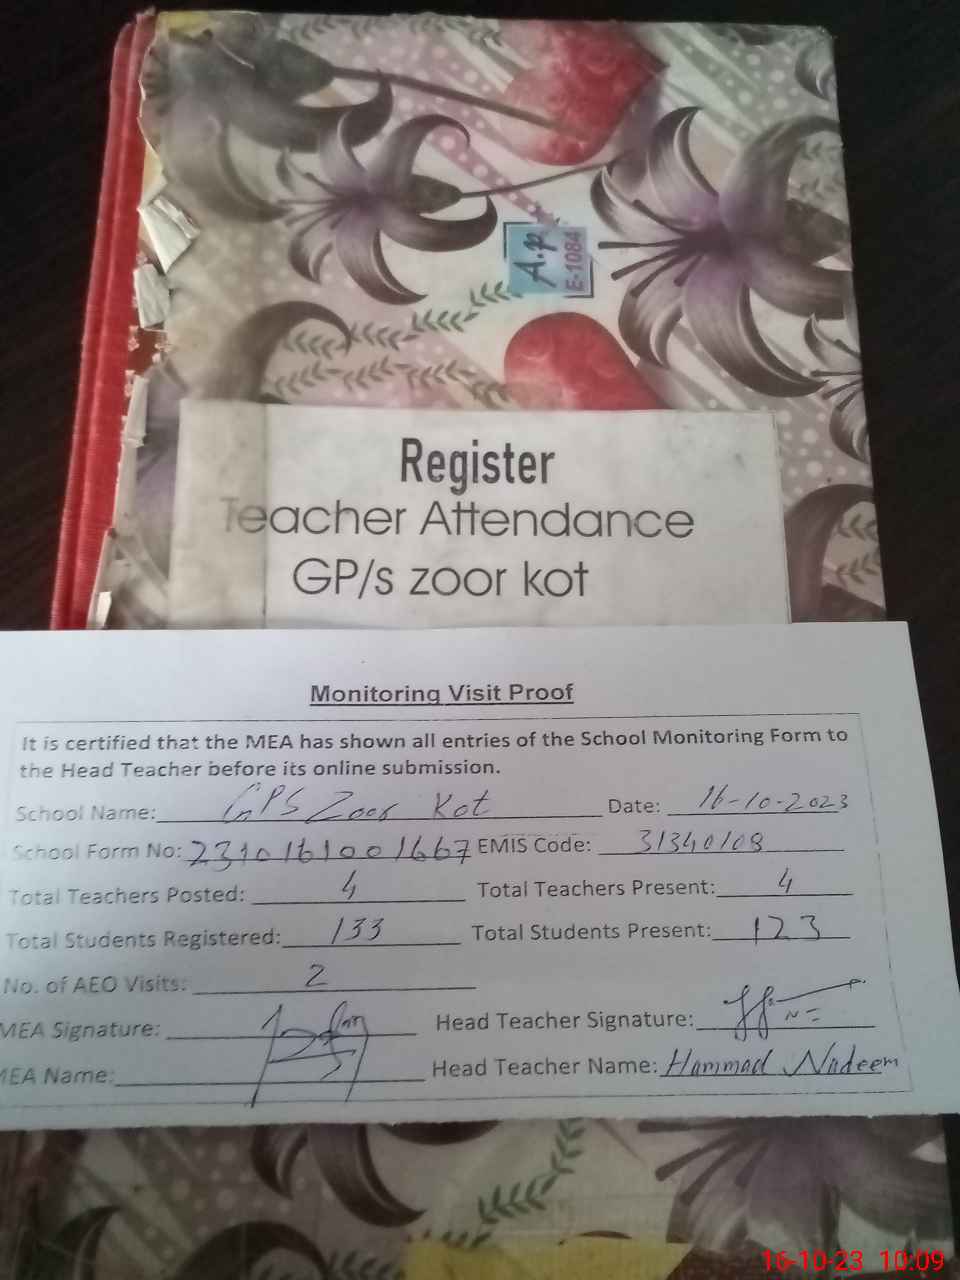 A.P
E-1084
Register
Teacher Attendance
GP/s zoor kot
Monitoring Visit Proof
It is certified that the MEA has shown all entries of the School Monitoring Form to
the Head Teacher before its online submission.
School Name: GPS Zoor Kot Date: 16-10-2023
School Form No: 2310161001667 EMIS Code: 31340108
Total Teachers Posted: 4 Total Teachers Present: 4
Total Students Registered: 133 Total Students Present: 123
No. of AEO Visits: 2
MEA Signature: Head Teacher Signature:
MEA Name: Head Teacher Name: Hammad Nadeem
16-10-23 10:09